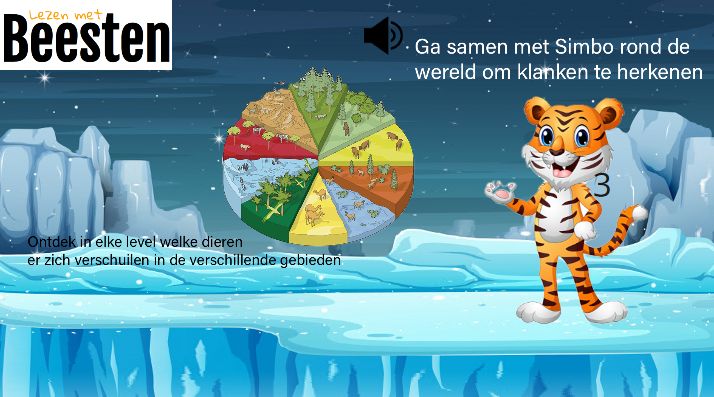 Lezen met
Beesten
Ga samen met Simbo rond de
wereld om klanken te herkenen
3
Ontdek in elke level welke dieren
er zich verschuilen in de verschillende gebieden